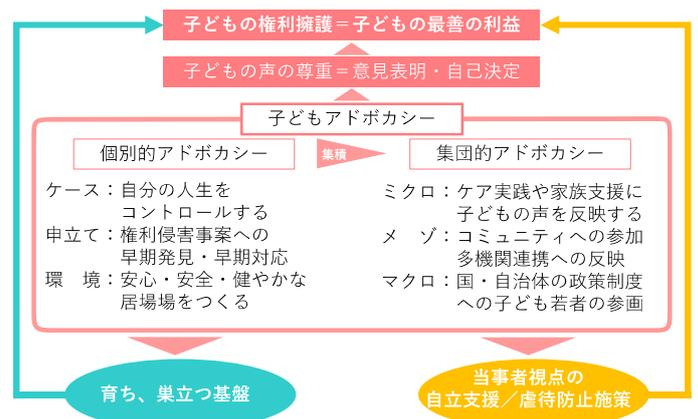 子どもの権利擁護＝子どもの最善の利益
子どもの声の尊重＝意見表明・自己決定
子どもアドボカシー
個別的アドボカシー
集積
集団的アドボカシー
ケース：自分の人生を
コントロールする
申立て：権利侵害事案への
早期発見・早期対応
環　境：安心・安全・健やかな
居場場をつくる
ミクロ：ケア実践や家族支援に
子どもの声を反映する
メ　ゾ：コミュニティへの参加
多機関連携への反映
マクロ：国・自治体の政策制度
への子ども若者の参画
育ち、巣立つ基盤
当事者視点の
自立支援／虐待防止施策